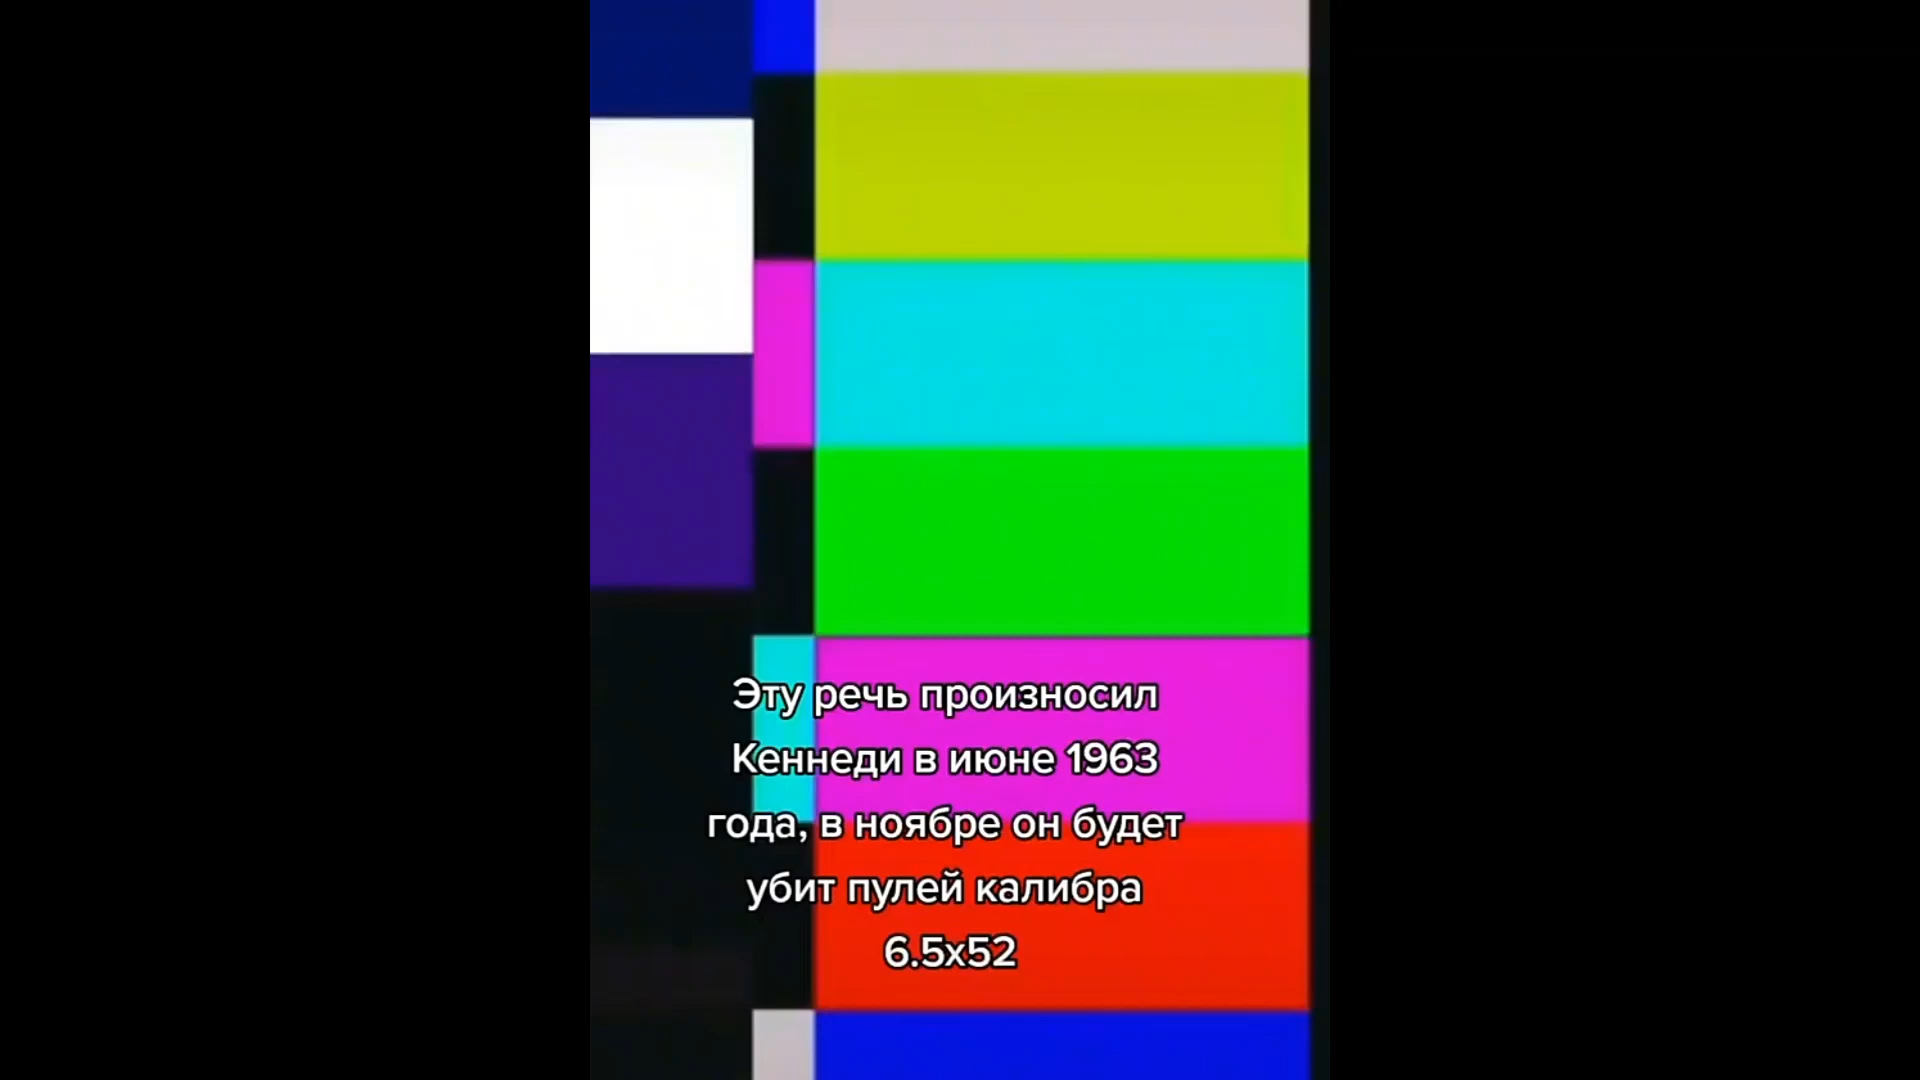 Эту речь произносил
Кеннеди в июне 1963
года, в ноябре он будет
убит пулей калибра
6.5x52